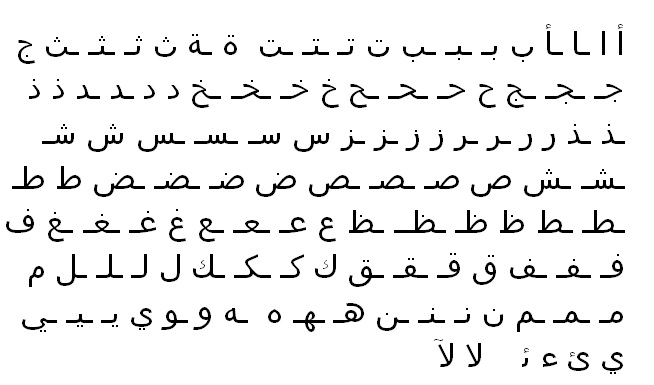 أ ا ـا ـأ ب بـ ـبـ ـب ت تـ ـتـ ـت ة ـة ث ثـ ـثـ ـث ج
جـ ـجـ ـج ح حـ ـحـ ـح خ خـ ـخـ ـخ د د ـد ـد ذ ذ
ـذ ـذ ر ر ـر ـر ز ز ـز ـز س سـ ـسـ ـس ش شـ
ـشـ ـش ص صـ ـصـ ـص ض ضـ ـضـ ـض ط طـ
ـطـ ـط ظ ظـ ـظـ ـظ ع عـ ـعـ ـع غ غـ ـغـ ـغ ف
فـ ـفـ ـف ق قـ ـقـ ـق ك كـ ـكـ ـك ل لـ ـلـ ـل م
مـ ـمـ ـم ن نـ ـنـ ـن هـ ـهـ ه ـه و ـو ي يـ ـيـ ـي
ي ئ ء ئـ لا لآ